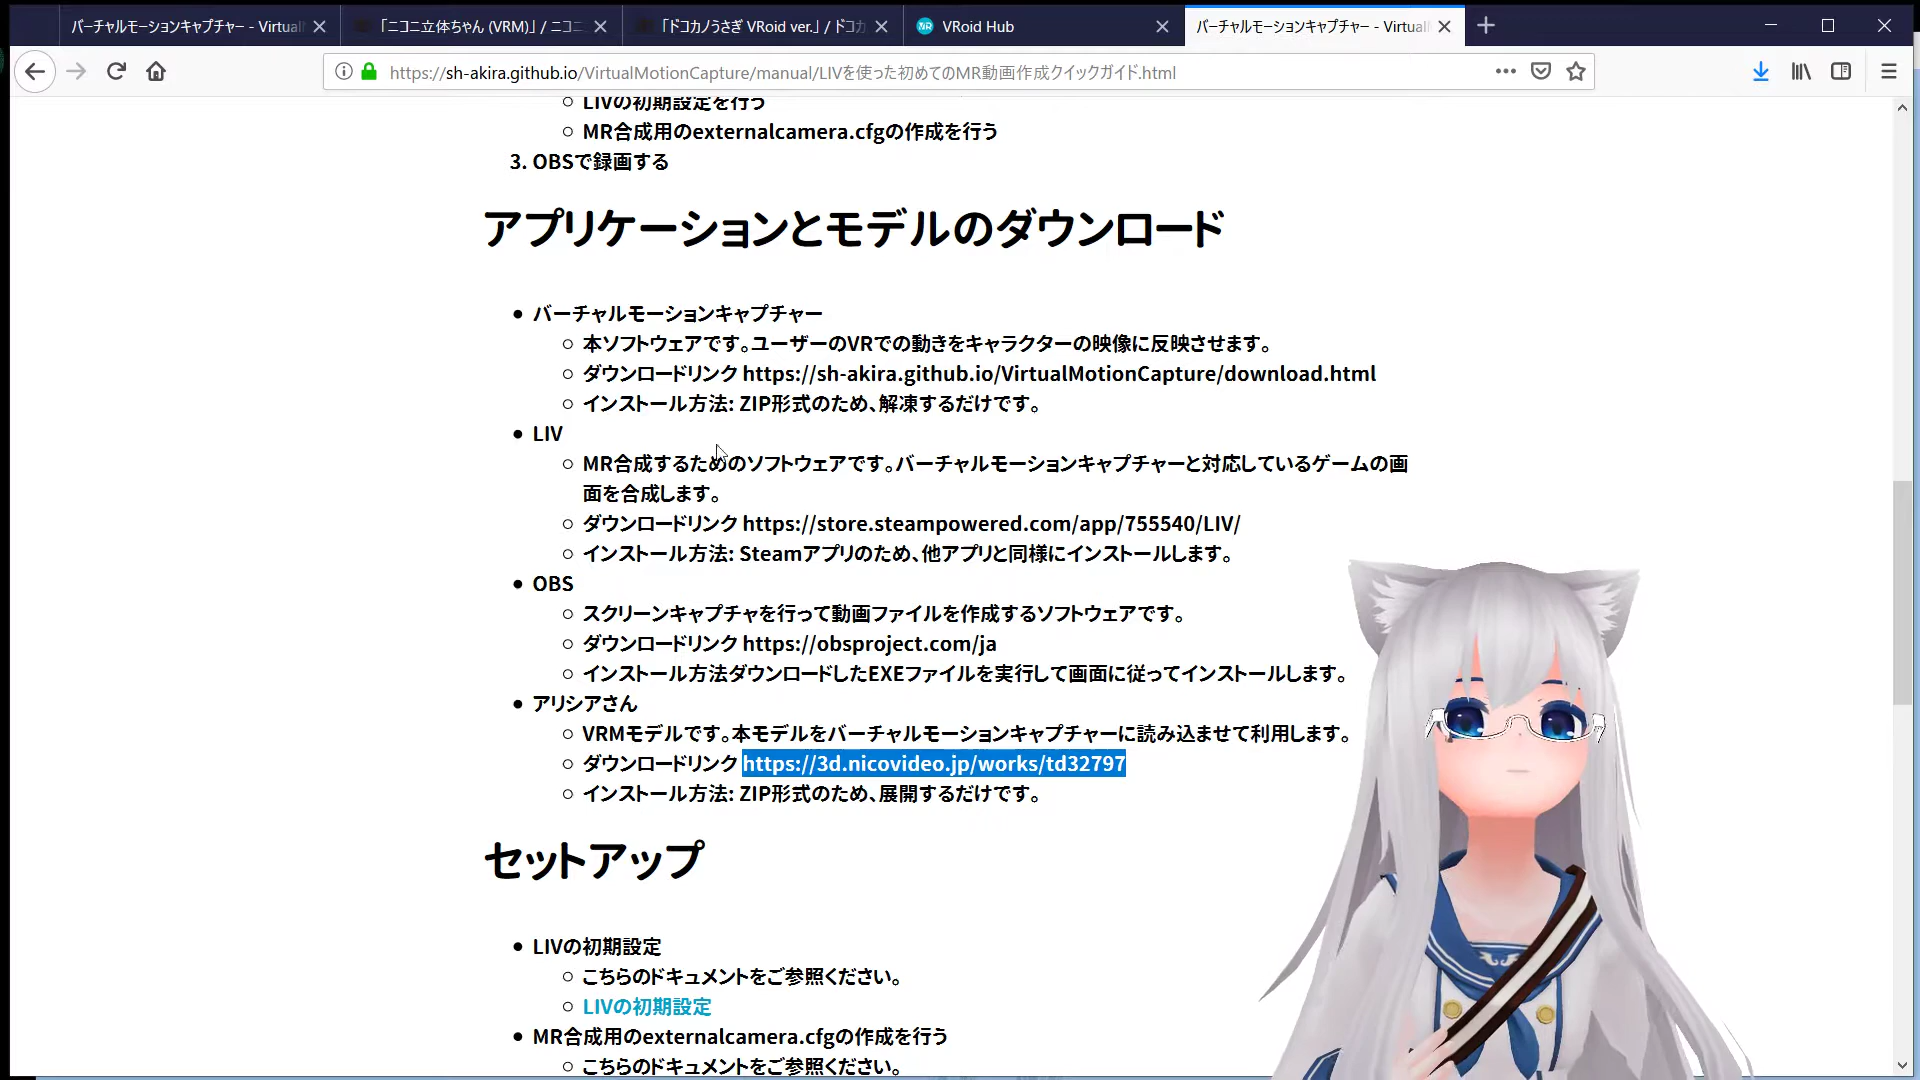 バーチャルモーションキャプチャー - Virtual
「ニコニ立体ちゃん (VRM)」 / ニコニ
「ドコカノうさぎ VRoid ver.」 / ドコカ
VRoid Hub
バーチャルモーションキャプチャー - Virtual
https://sh-akira.github.io/VirtualMotionCapture/manual/LIVを使った初めてのMR動画作成クイックガイド.html
LIVの初期設定を行う
MR合成用のexternalcamera.cfgの作成を行う
3. OBSで録画する
アプリケーションとモデルのダウンロード
バーチャルモーションキャプチャー
本ソフトウェアです。ユーザーのVRでの動きをキャラクターの映像に反映させます。
ダウンロードリンク https://sh-akira.github.io/VirtualMotionCapture/download.html
インストール方法: ZIP形式のため、解凍するだけです。
LIV
MR合成するためのソフトウェアです。バーチャルモーションキャプチャーと対応しているゲームの画
面を合成します。
ダウンロードリンク https://store.steampowered.com/app/755540/LIV/
インストール方法: Steamアプリのため、他アプリと同様にインストールします。
OBS
スクリーンキャプチャを行って動画ファイルを作成するソフトウェアです。
ダウンロードリンク https://obsproject.com/ja
インストール方法ダウンロードしたEXEファイルを実行して画面に従ってインストールします。
アリシアさん
VRMモデルです。本モデルをバーチャルモーションキャプチャーに読み込ませて利用します。
ダウンロードリンク https://3d.nicovideo.jp/works/td32797
インストール方法: ZIP形式のため、展開するだけです。
セットアップ
LIVの初期設定
こちらのドキュメントをご参照ください。
LIVの初期設定
MR合成用のexternalcamera.cfgの作成を行う
こちらのドキュメントをご参照ください。